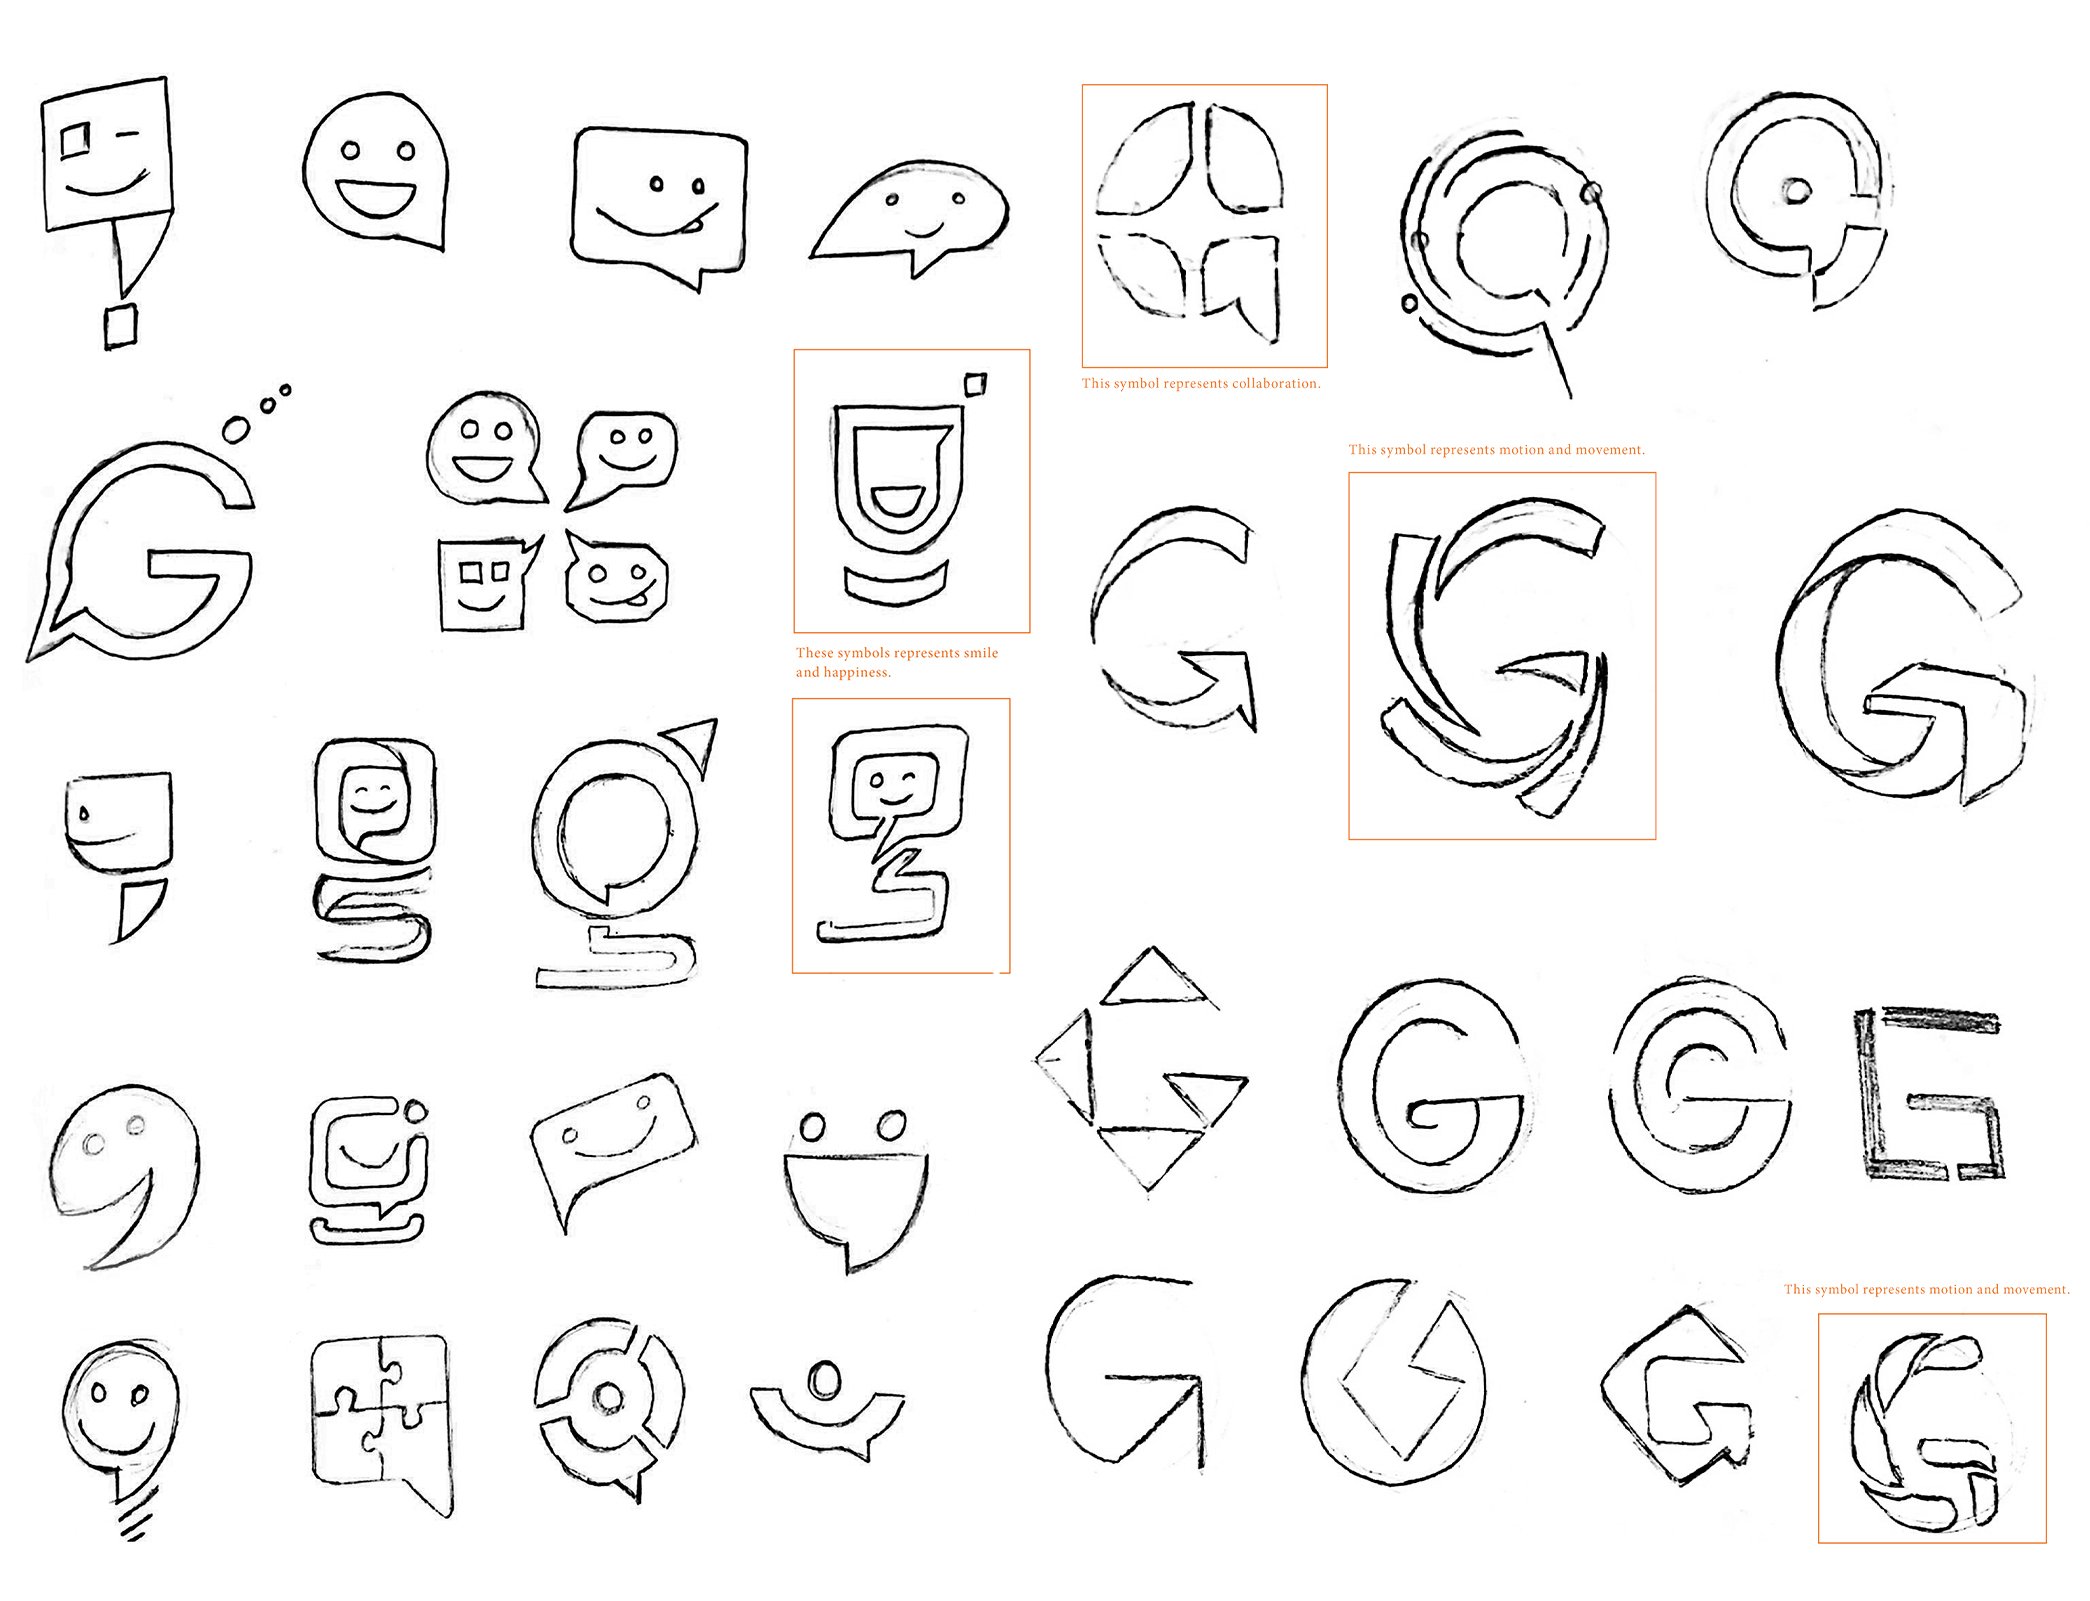 This symbol represents collaboration.
This symbol represents motion and movement.
These symbols represents smile
and happiness.
This symbol represents motion and movement.